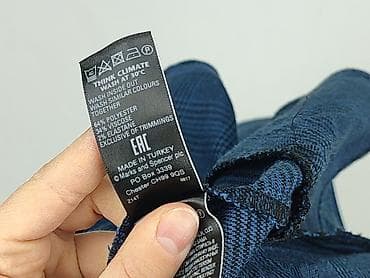 THINK CLIMATE
WASH AT 30°C
WASH INSIDE OUT
WASH SIMILAR COLOURS
TOGETHER
64% POLYESTER
34% VISCOSE
2% ELASTANE
EXCLUSIVE OF TRIMMINGS
EAC
MADE IN TURKEY
© Marks and Spencer plc
PO Box 3339
Chester CH99 9QS
Z14T